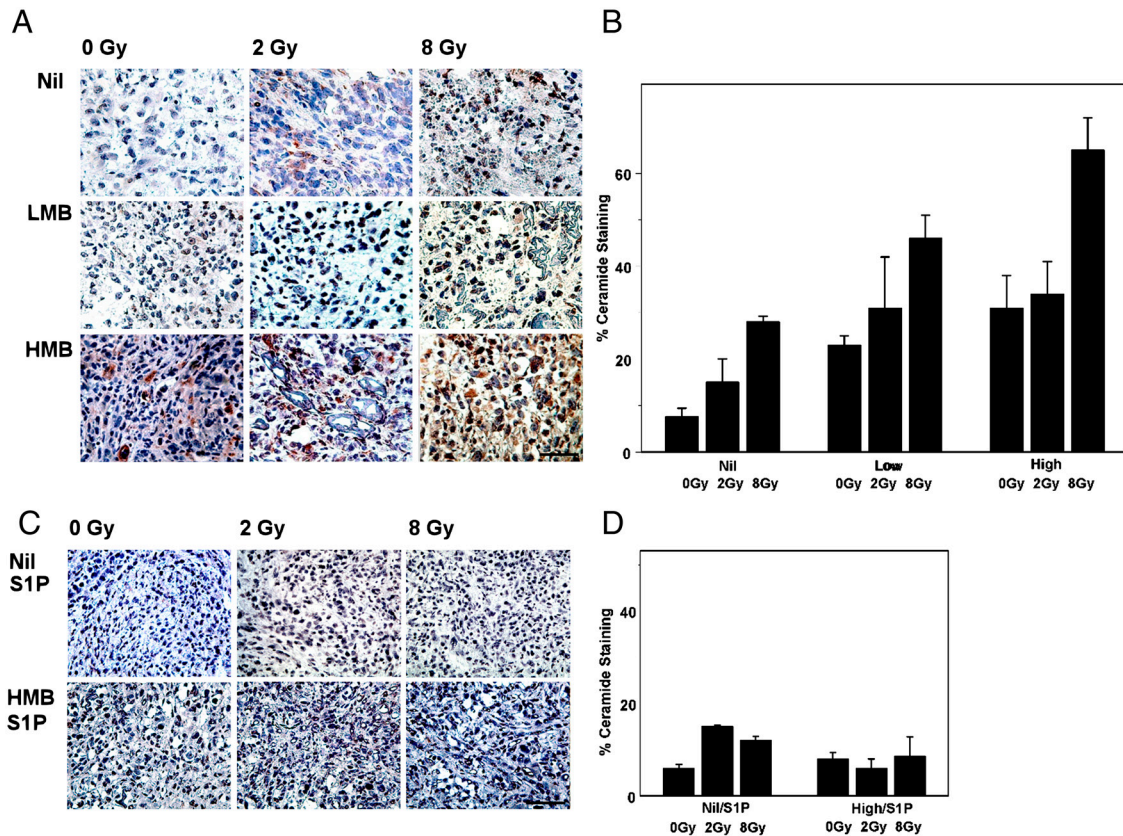 A
0 Gy 2 Gy 8 Gy
Nil
LMB
HMB
B
% Ceramide Staining
60
40
20
0
Nil Low High
0Gy 2Gy 8Gy 0Gy 2Gy 8Gy 0Gy 2Gy 8Gy
C
0 Gy 2 Gy 8 Gy
Nil
S1P
HMB
S1P
D
% Ceramide Staining
40
20
0
Nil/S1P High/S1P
0Gy 2Gy 8Gy 0Gy 2Gy 8Gy